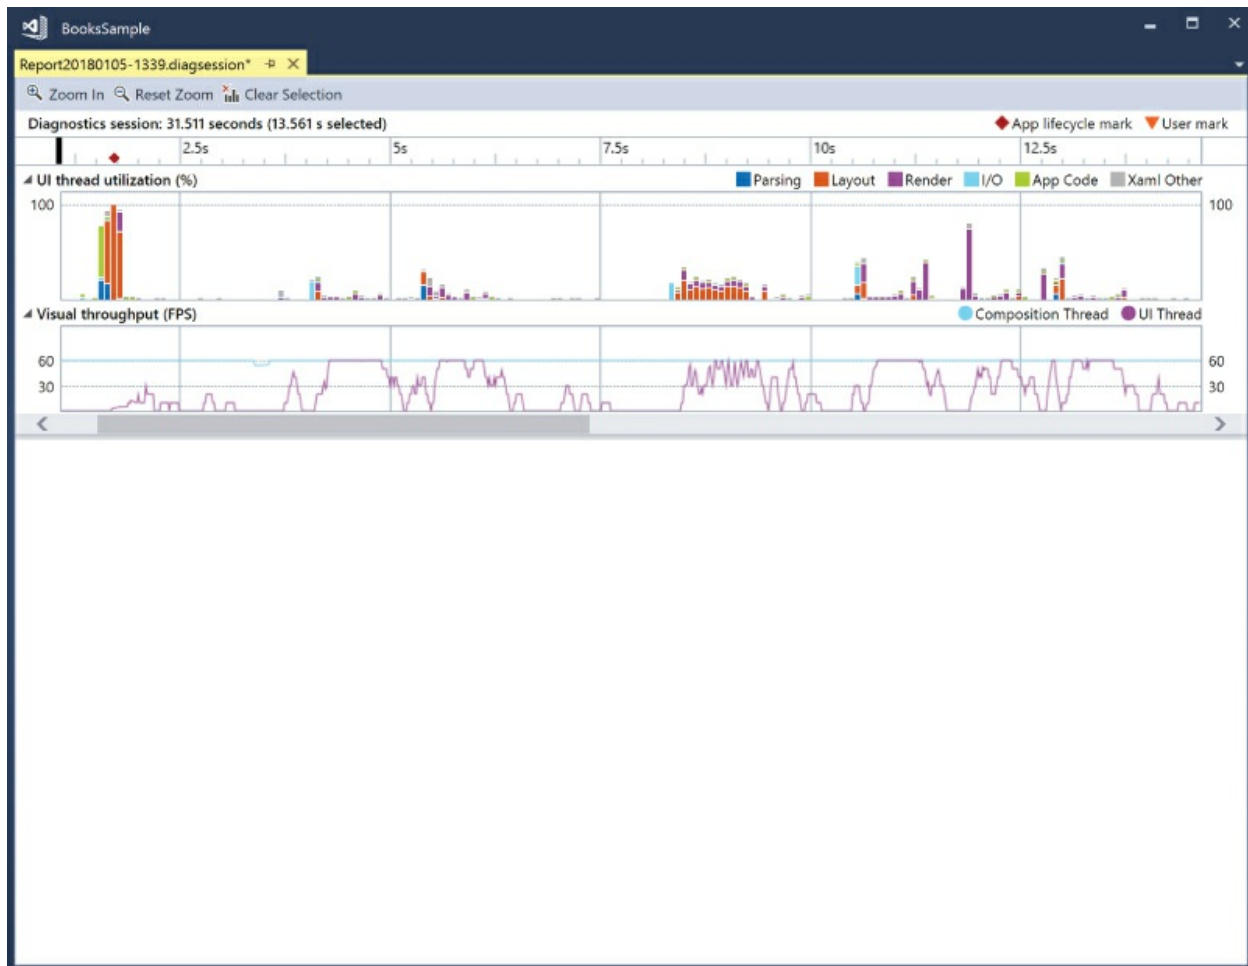 BooksSample
Report20180105-1339.diagsession*
Zoom In Reset Zoom Clear Selection
Diagnostics session: 31.511 seconds (13.561 s selected) App lifecycle mark User mark
2.5s 5s 7.5s 10s 12.5s
UI thread utilization (%) Parsing Layout Render I/O App Code Xaml Other
100 100
Visual throughput (FPS) Composition Thread UI Thread
60 60
30 30